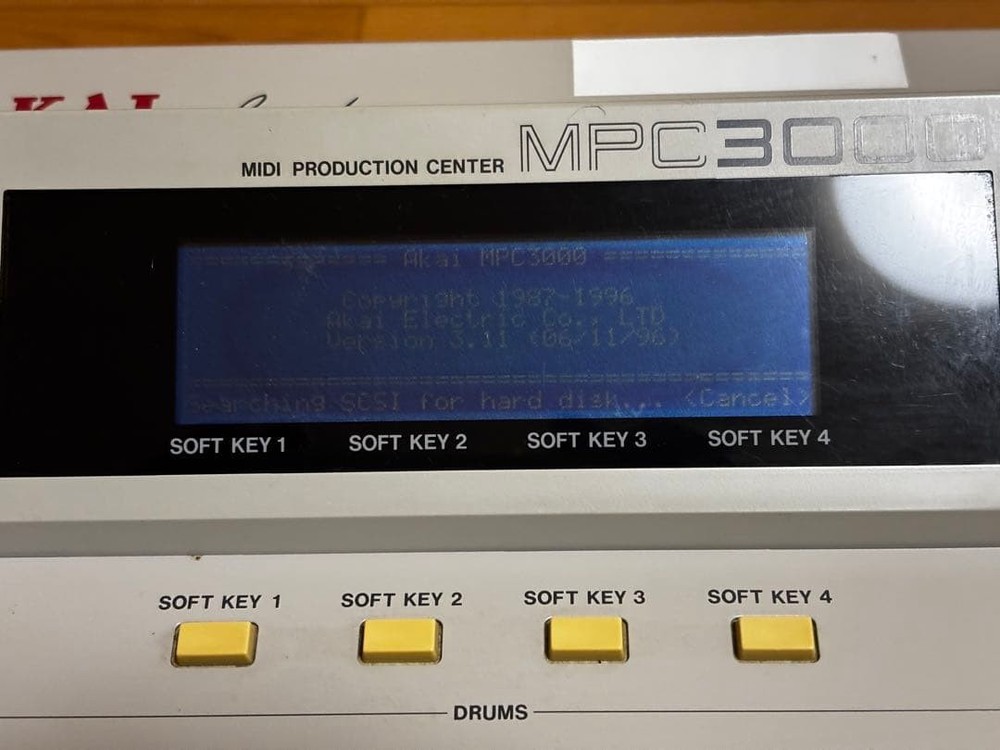 AKAI
MIDI PRODUCTION CENTER MPC3000
============ Akai MPC3000 ============
Copyright 1987-1996
Akai Electric Co., LTD
Version 3.11 (06/11/96)
Searching SCSI for hard disk... <Cancel>
SOFT KEY 1 SOFT KEY 2 SOFT KEY 3 SOFT KEY 4
SOFT KEY 1 SOFT KEY 2 SOFT KEY 3 SOFT KEY 4
DRUMS